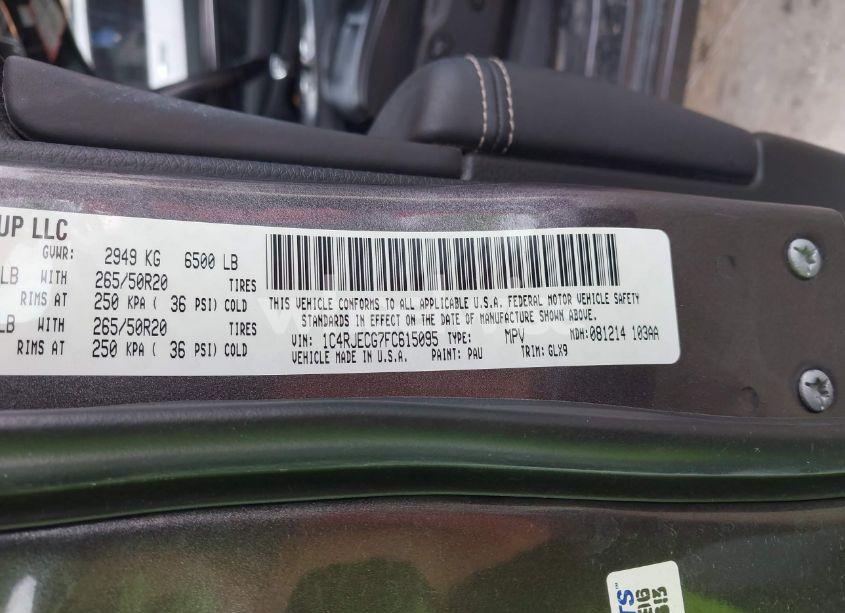 UP LLC
GVWR: 2949 KG 6500 LB
LB WITH 265/50R20 TIRES
RIMS AT 250 KPA ( 36 PSI) COLD
LB WITH 265/50R20 TIRES
RIMS AT 250 KPA ( 36 PSI) COLD
THIS VEHICLE CONFORMS TO ALL APPLICABLE U.S.A. FEDERAL MOTOR VEHICLE SAFETY
STANDARDS IN EFFECT ON THE DATE OF MANUFACTURE SHOWN ABOVE.
VIN: 1C4RJECG7FC615095 TYPE: MPV MDH: 081214 103AA
VEHICLE MADE IN U.S.A. PAINT: PAU TRIM: GLX9
TS™